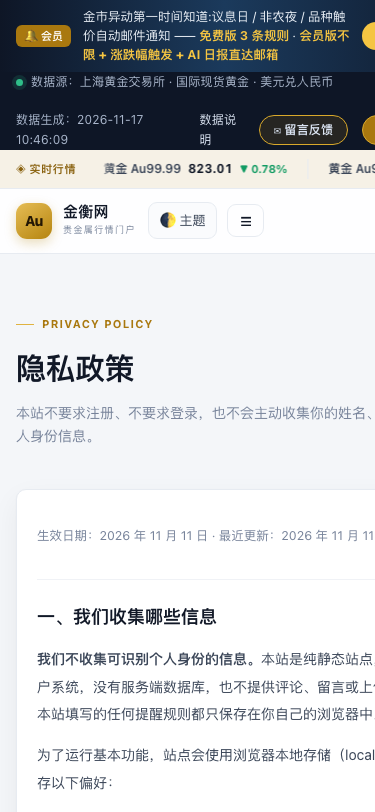 会员
金市异动第一时间知道:议息日 / 非农夜 / 品种触
价自动邮件通知 —— 免费版 3 条规则 · 会员版不
限 + 涨跌幅触发 + AI 日报直达邮箱
数据源：上海黄金交易所 · 国际现货黄金 · 美元兑人民币
数据生成：2026-11-17
10:46:09
数据说
明
✉ 留言反馈
◈ 实时行情 黄金 Au99.99 823.01 ▼0.78% 黄金 Au
Au
金衡网
贵金属行情门户
主题
☰
PRIVACY POLICY
隐私政策
本站不要求注册、不要求登录，也不会主动收集你的姓名、
人身份信息。
生效日期：2026 年 11 月 11 日 · 最近更新：2026 年 11 月 11
一、我们收集哪些信息
我们不收集可识别个人身份的信息。本站是纯静态站点
户系统，没有服务端数据库，也不提供评论、留言或上
本站填写的任何提醒规则都只保存在你自己的浏览器中
为了运行基本功能，站点会使用浏览器本地存储（local
存以下偏好：